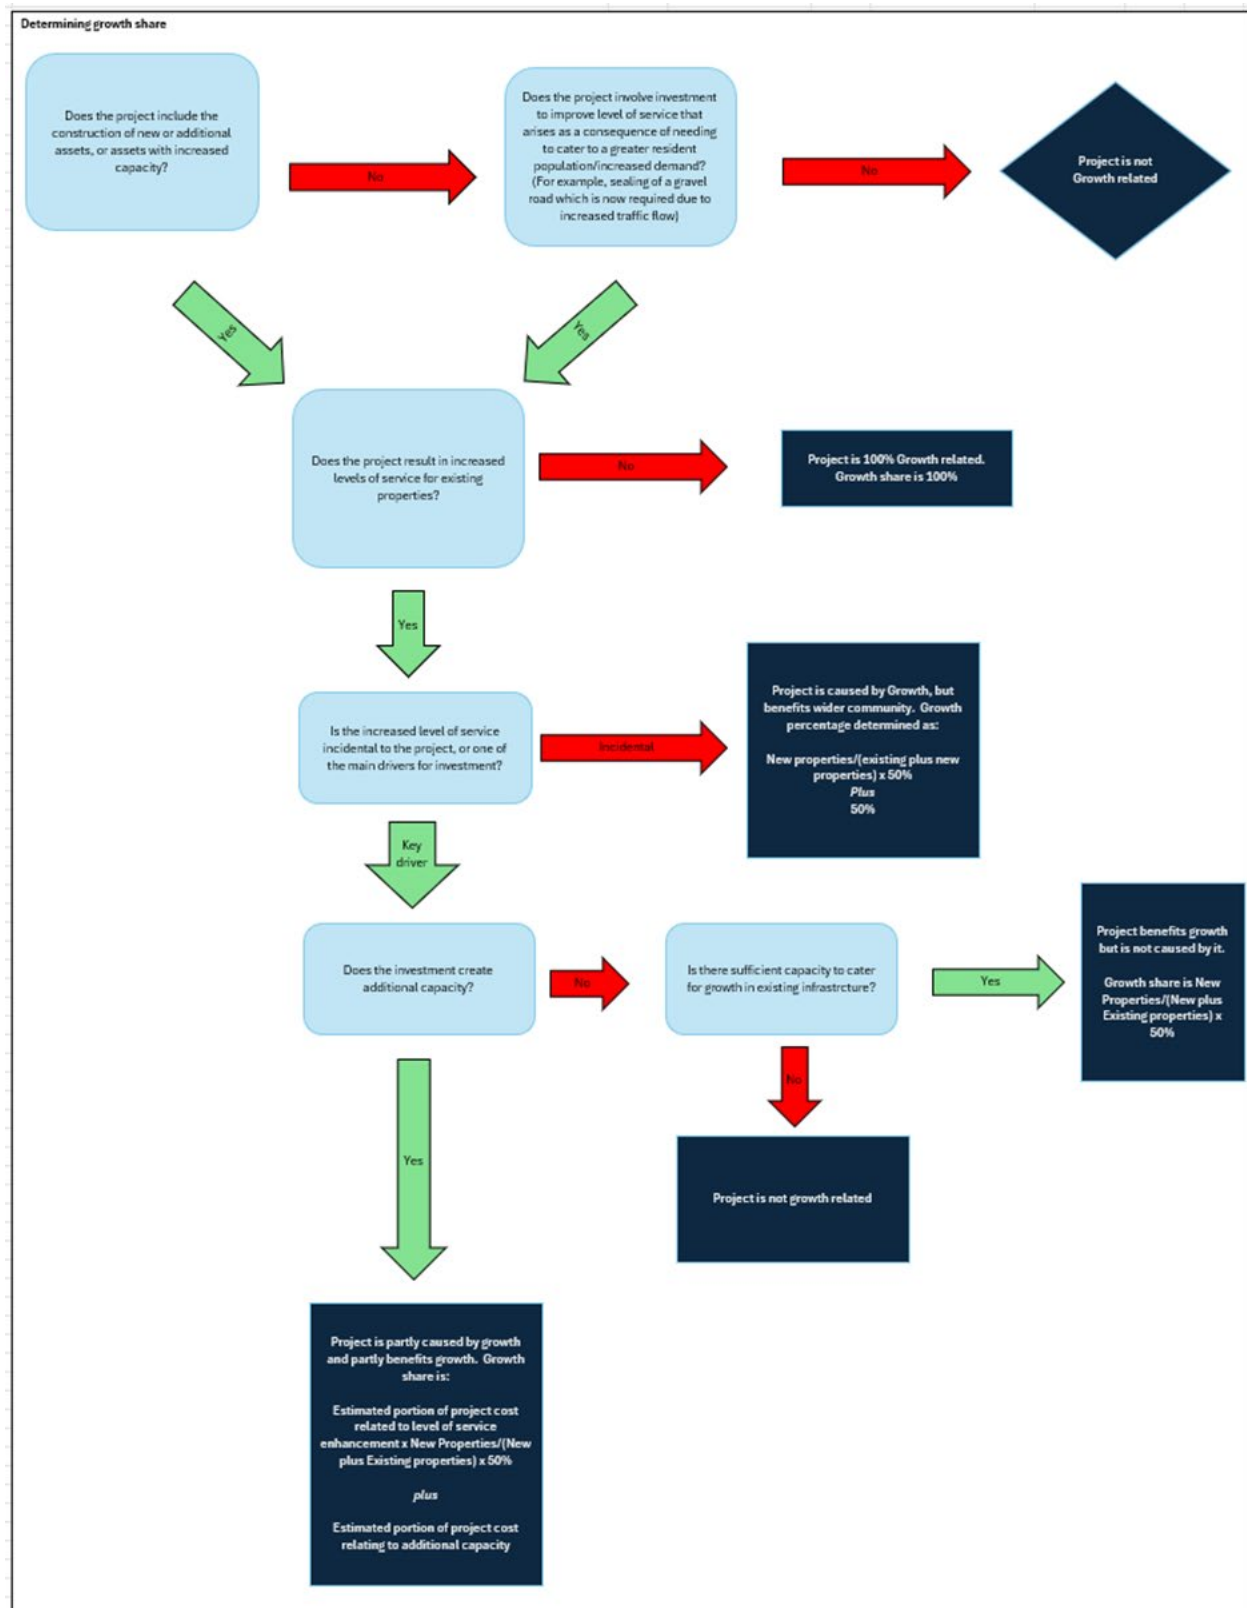 Determining growth share
Does the project include the
construction of new or additional
assets, or assets with increased
capacity?
No
Does the project involve investment
to improve level of service that
arises as a consequence of needing
to cater to a greater resident
population/increased demand?
(For example, sealing of a gravel
road which is now required due to
increased traffic flow)
No
Project is not
Growth related
Yes
Yes
Does the project result in increased
levels of service for existing
properties?
No
Project is 100% Growth related.
Growth share is 100%
Yes
Is the increased level of service
incidental to the project, or one of
the main drivers for investment?
Incidental
Project is caused by Growth, but
benefits wider community. Growth
percentage determined as:
New properties/(existing plus new
properties) x 50%
Plus
50%
Key
driver
Does the investment create
additional capacity?
No
Is there sufficient capacity to cater
for growth in existing infrastrcture?
Yes
Project benefits growth
but is not caused by it.
Growth share is New
Properties/(New plus
Existing properties) x
50%
No
Project is not growth related
Yes
Project is partly caused by growth
and partly benefits growth. Growth
share is:
Estimated portion of project cost
related to level of service
enhancement x New Properties/(New
plus Existing properties) x 50%
plus
Estimated portion of project cost
relating to additional capacity